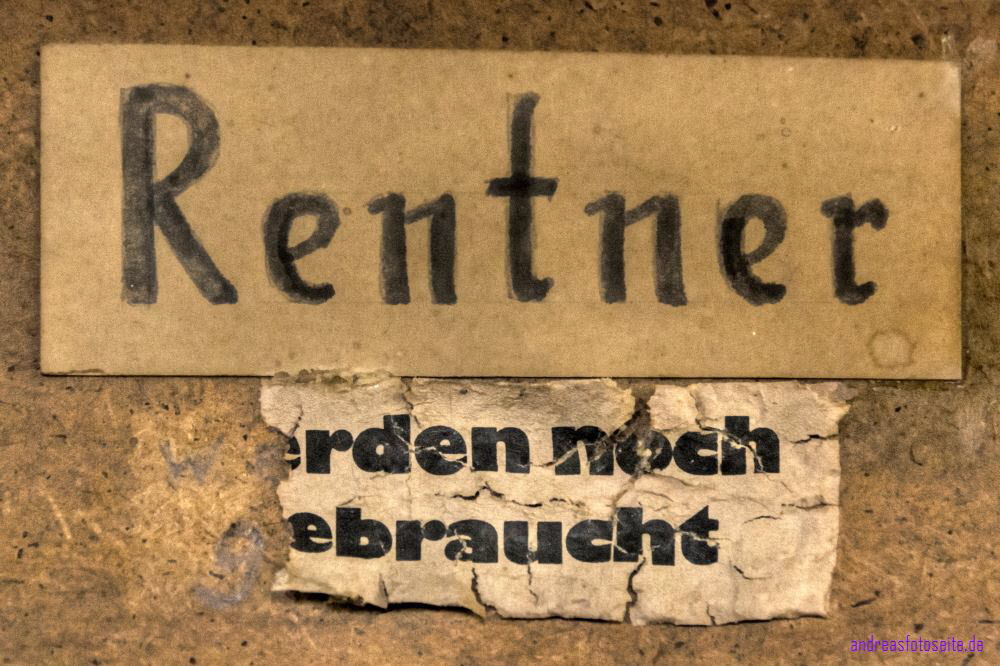 Rentner
erden noch
ebraucht
w
g
andreasfotoseite.de